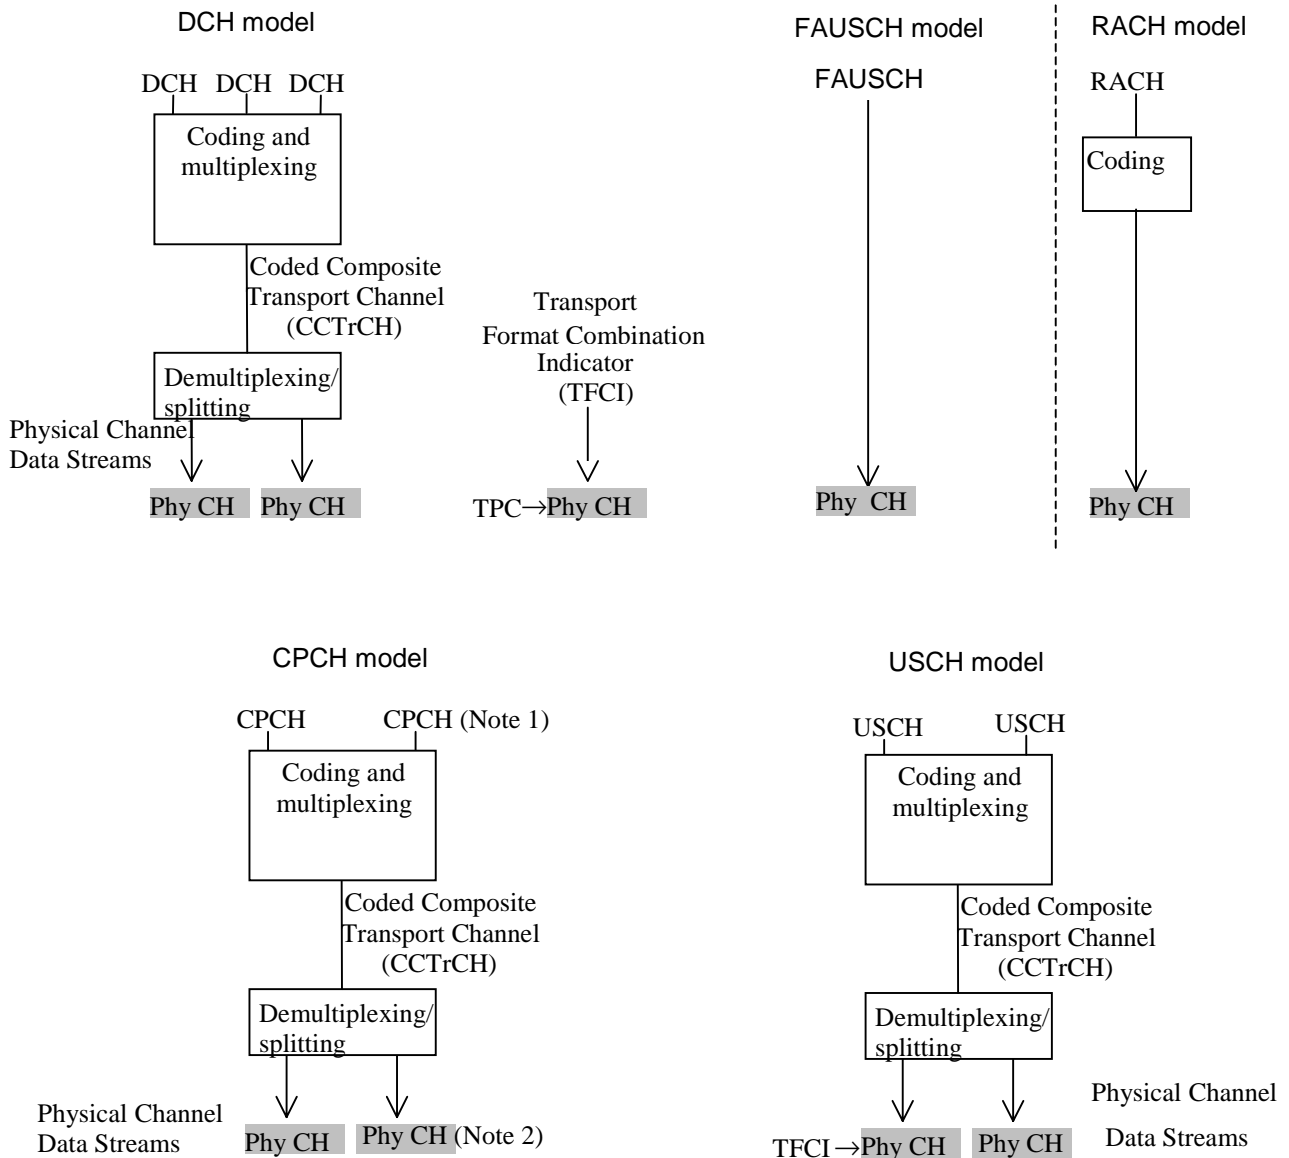 DCH model
DCH DCH DCH
Coding and
multiplexing
Coded Composite
Transport Channel
(CCTrCH)
Demultiplexing/
splitting
Physical Channel
Data Streams
Phy CH Phy CH
Transport
Format Combination
Indicator
(TFCI)
TPC→Phy CH
FAUSCH model
FAUSCH
Phy CH
RACH model
RACH
Coding
Phy CH
CPCH model
CPCH CPCH (Note 1)
Coding and
multiplexing
Coded Composite
Transport Channel
(CCTrCH)
Demultiplexing/
splitting
Physical Channel
Data Streams
Phy CH Phy CH (Note 2)
USCH model
USCH USCH
Coding and
multiplexing
Coded Composite
Transport Channel
(CCTrCH)
Demultiplexing/
splitting
Physical Channel
Data Streams
TFCI→Phy CH Phy CH